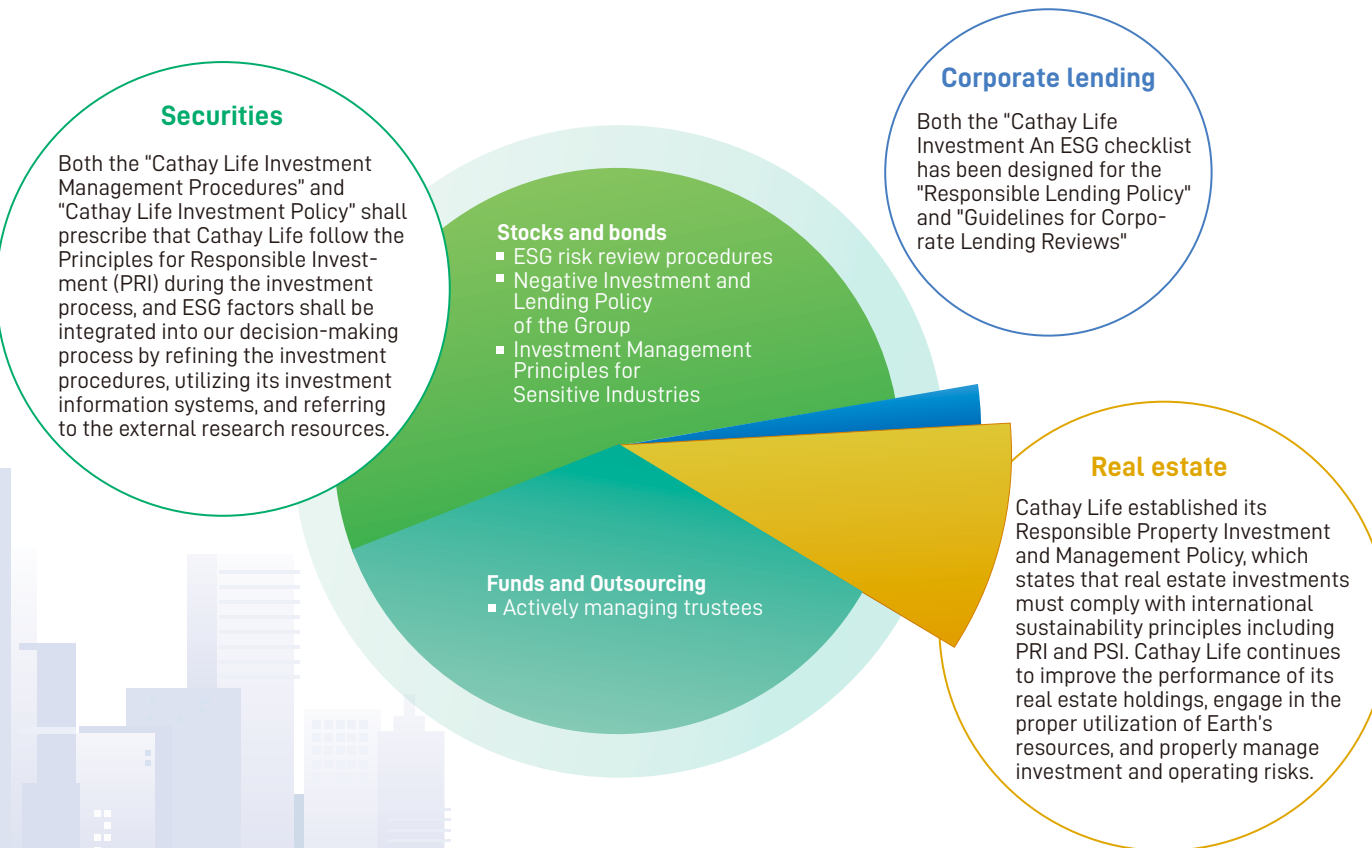 Securities
Both the "Cathay Life Investment
Management Procedures" and
"Cathay Life Investment Policy" shall
prescribe that Cathay Life follow the
Principles for Responsible Invest-
ment (PRI) during the investment
process, and ESG factors shall be
integrated into our decision-making
process by refining the investment
procedures, utilizing its investment
information systems, and referring
to the external research resources.
Stocks and bonds
▪ ESG risk review procedures
▪ Negative Investment and
Lending Policy
of the Group
▪ Investment Management
Principles for
Sensitive Industries
Funds and Outsourcing
▪ Actively managing trustees
Corporate lending
Both the "Cathay Life
Investment An ESG checklist
has been designed for the
"Responsible Lending Policy"
and "Guidelines for Corpo-
rate Lending Reviews"
Real estate
Cathay Life established its
Responsible Property Investment
and Management Policy, which
states that real estate investments
must comply with international
sustainability principles including
PRI and PSI. Cathay Life continues
to improve the performance of its
real estate holdings, engage in the
proper utilization of Earth's
resources, and properly manage
investment and operating risks.